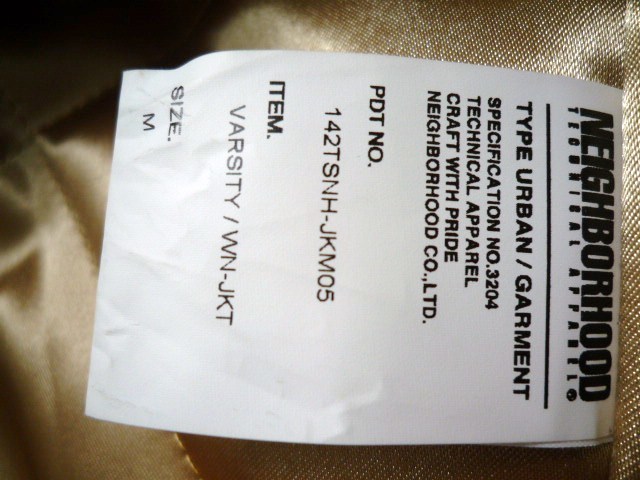 NEIGHBORHOOD
TECHNICAL APPAREL®
TYPE URBAN / GARMENT
SPECIFICATION NO.3204
TECHNICAL APPAREL
CRAFT WITH PRIDE
NEIGHBORHOOD CO.,LTD.
PDT NO.
142TSNH-JKM05
ITEM.
VARSITY / WN-JKT
SIZE.
M